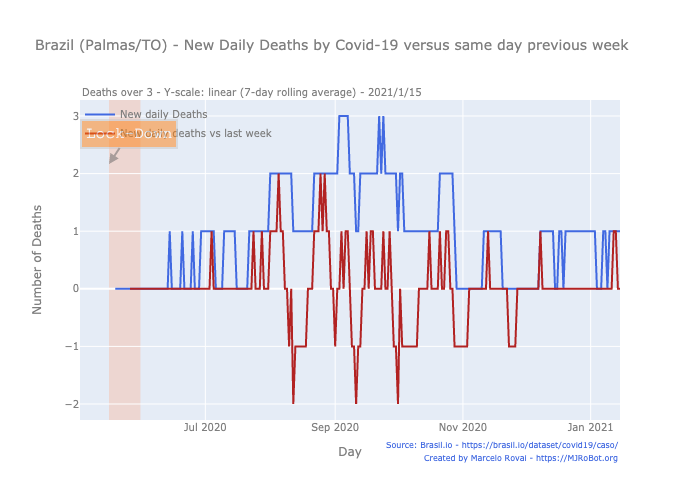 Brazil (Palmas/TO) - New Daily Deaths by Covid-19 versus same day previous week
Deaths over 3 - Y-scale: linear (7-day rolling average) - 2021/1/15
New daily Deaths
Lock Down
deaths vs last week
3
2
1
0
−1
−2
Number of Deaths
Jul 2020
Sep 2020
Nov 2020
Jan 2021
Day
Source: Brasil.io - https://brasil.io/dataset/covid19/caso/
Created by Marcelo Rovai - https://MJRoBot.org